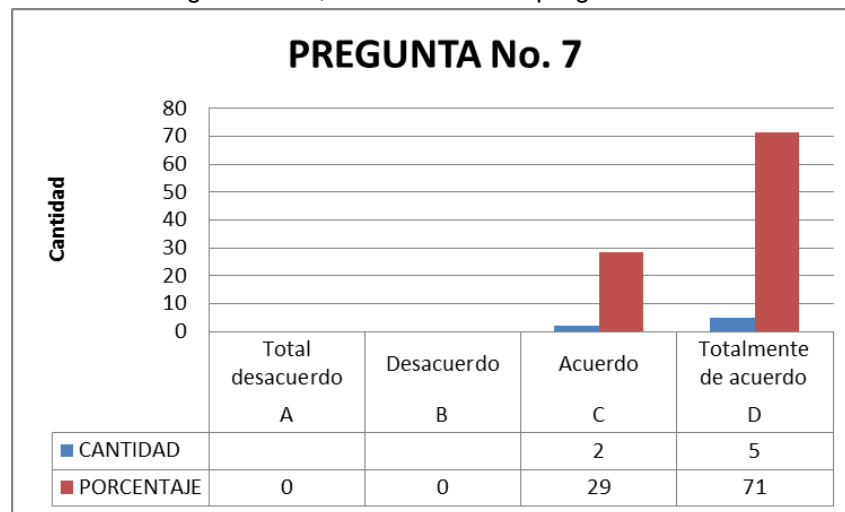 PREGUNTA No. 7
Cantidad
80
70
60
50
40
30
20
10
0
Total desacuerdo Desacuerdo Acuerdo Totalmente de acuerdo
A B C D
CANTIDAD 2 5
PORCENTAJE 0 0 29 71